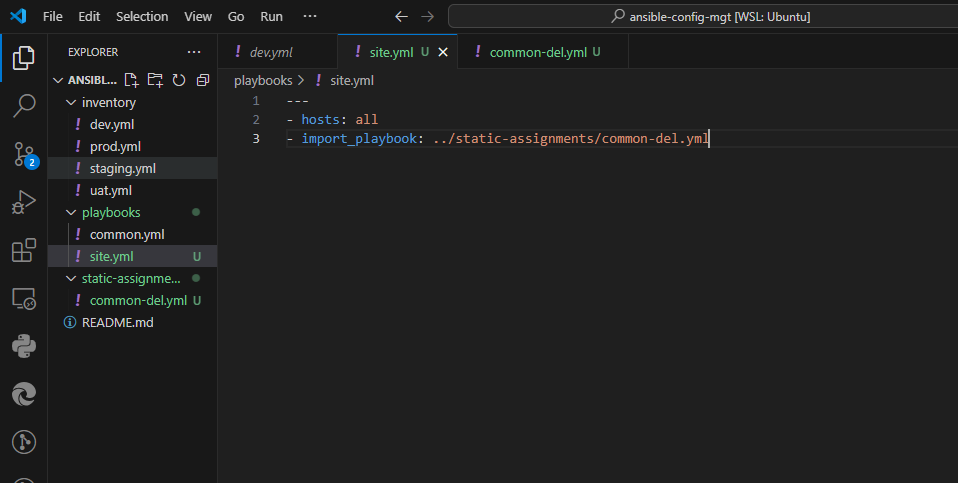 File Edit Selection View Go Run ··· ← → ansible-config-mgt [WSL: Ubuntu]
EXPLORER ···
ANSIBL...
inventory
! dev.yml
! prod.yml
! staging.yml
! uat.yml
playbooks
! common.yml
! site.yml U
static-assignme...
! common-del.yml U
README.md
2
! dev.yml ! site.yml U ! common-del.yml U
playbooks > ! site.yml
1 ---
2 - hosts: all
3 - import_playbook: ../static-assignments/common-del.yml